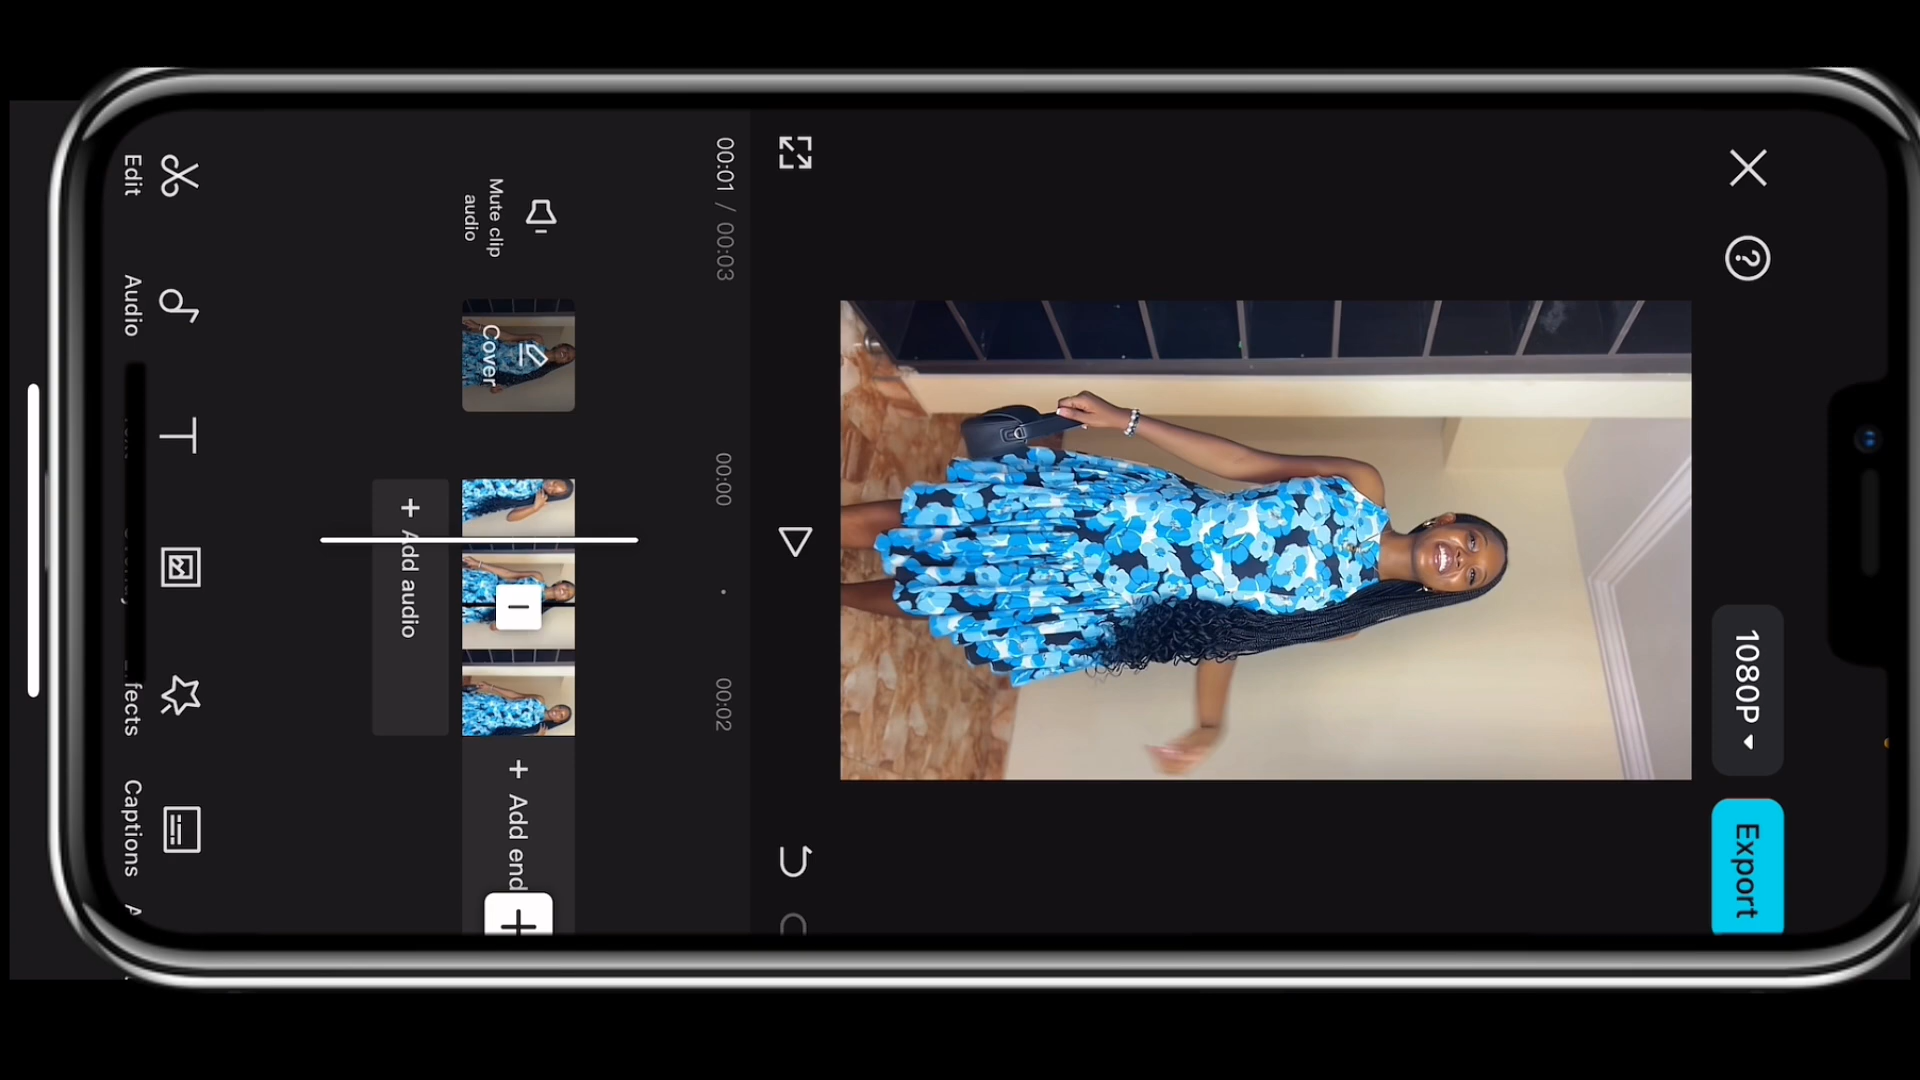 1080P
Export
00:01 / 00:03
00:00
00:02
Mute clip
audio
Cover
+ Add end
+ Add audio
Edit
Audio
fects
Captions
A